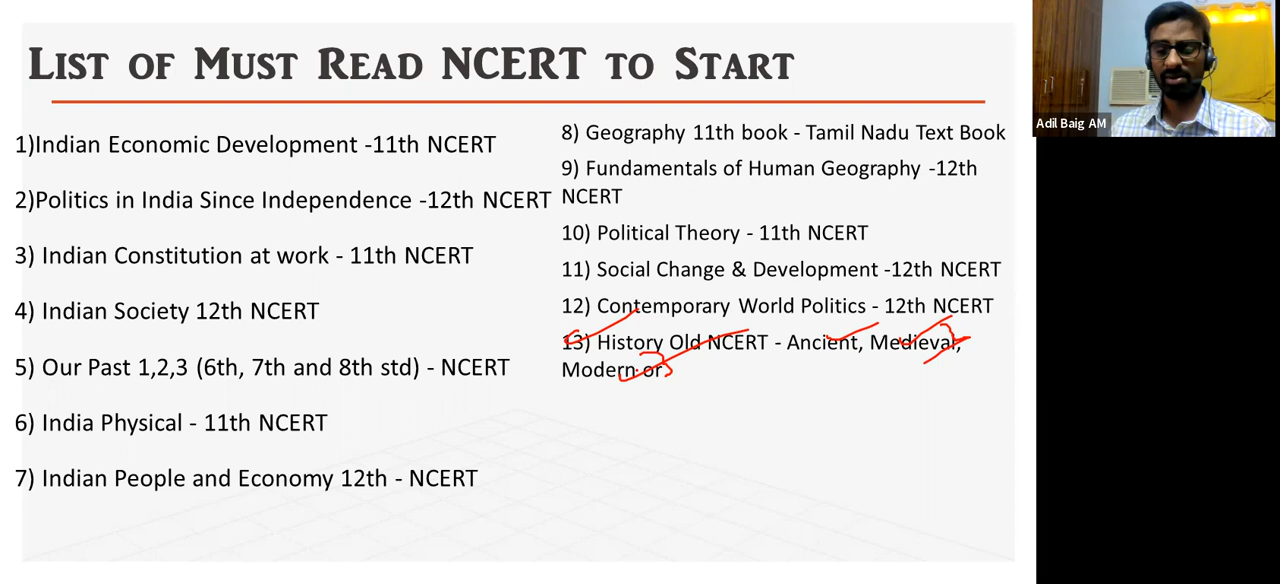 LIST OF MUST READ NCERT TO START
1)Indian Economic Development -11th NCERT
2)Politics in India Since Independence -12th NCERT
3) Indian Constitution at work - 11th NCERT
4) Indian Society 12th NCERT
5) Our Past 1,2,3 (6th, 7th and 8th std) - NCERT
6) India Physical - 11th NCERT
7) Indian People and Economy 12th - NCERT
8) Geography 11th book - Tamil Nadu Text Book
9) Fundamentals of Human Geography -12th
NCERT
10) Political Theory - 11th NCERT
11) Social Change & Development -12th NCERT
12) Contemporary World Politics - 12th NCERT
13) History Old NCERT - Ancient, Medieval,
Modern or
Adil Baig AM